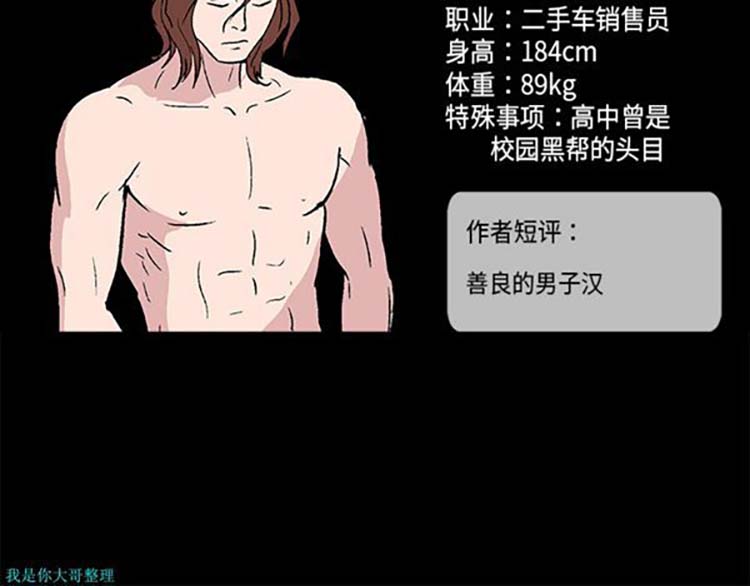 职业：二手车销售员
身高：184cm
体重：89kg
特殊事项：高中曾是
校园黑帮的头目
作者短评：
善良的男子汉
我是你大哥整理